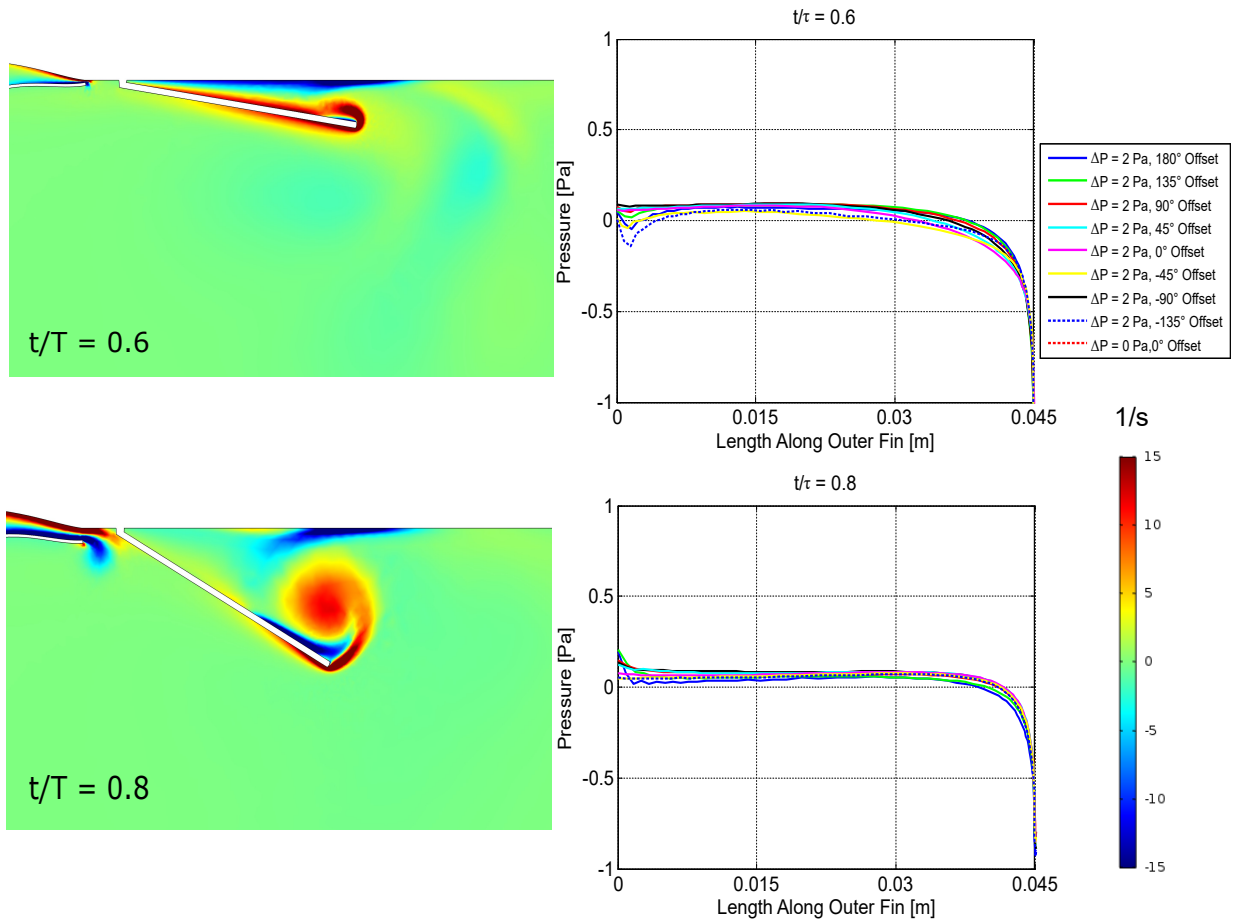 t/τ = 0.6
1
0.5
0
-0.5
-1
Pressure [Pa]
0
0.015
0.03
0.045
Length Along Outer Fin [m]
t/T = 0.6
ΔP = 2 Pa, 180° Offset
ΔP = 2 Pa, 135° Offset
ΔP = 2 Pa, 90° Offset
ΔP = 2 Pa, 45° Offset
ΔP = 2 Pa, 0° Offset
ΔP = 2 Pa, -45° Offset
ΔP = 2 Pa, -90° Offset
ΔP = 2 Pa, -135° Offset
ΔP = 0 Pa,0° Offset
1/s
15
10
5
0
-5
-10
-15
t/τ = 0.8
1
0.5
0
-0.5
-1
Pressure [Pa]
0
0.015
0.03
0.045
Length Along Outer Fin [m]
t/T = 0.8